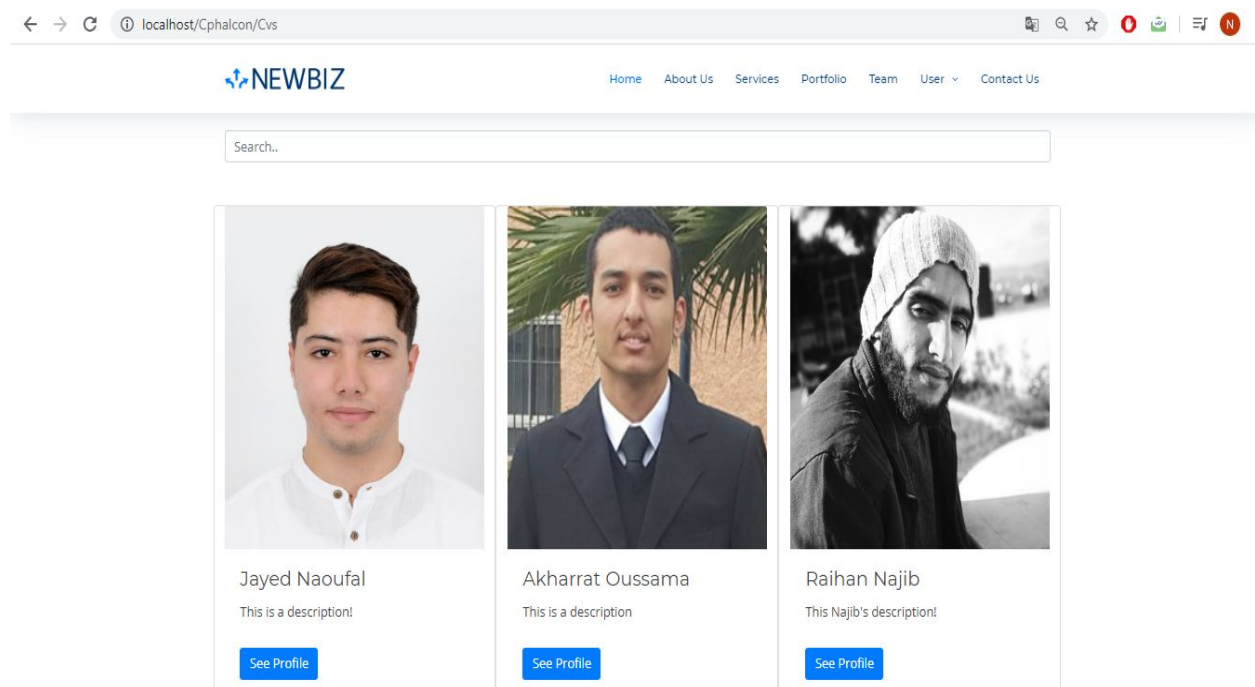 localhost/Cphalcon/Cvs
N
NEWBIZ
Home About Us Services Portfolio Team User Contact Us
Search..
Jayed Naoufal
Akharrat Oussama
Raihan Najib
This is a description!
This is a description
This Najib's description!
See Profile
See Profile
See Profile